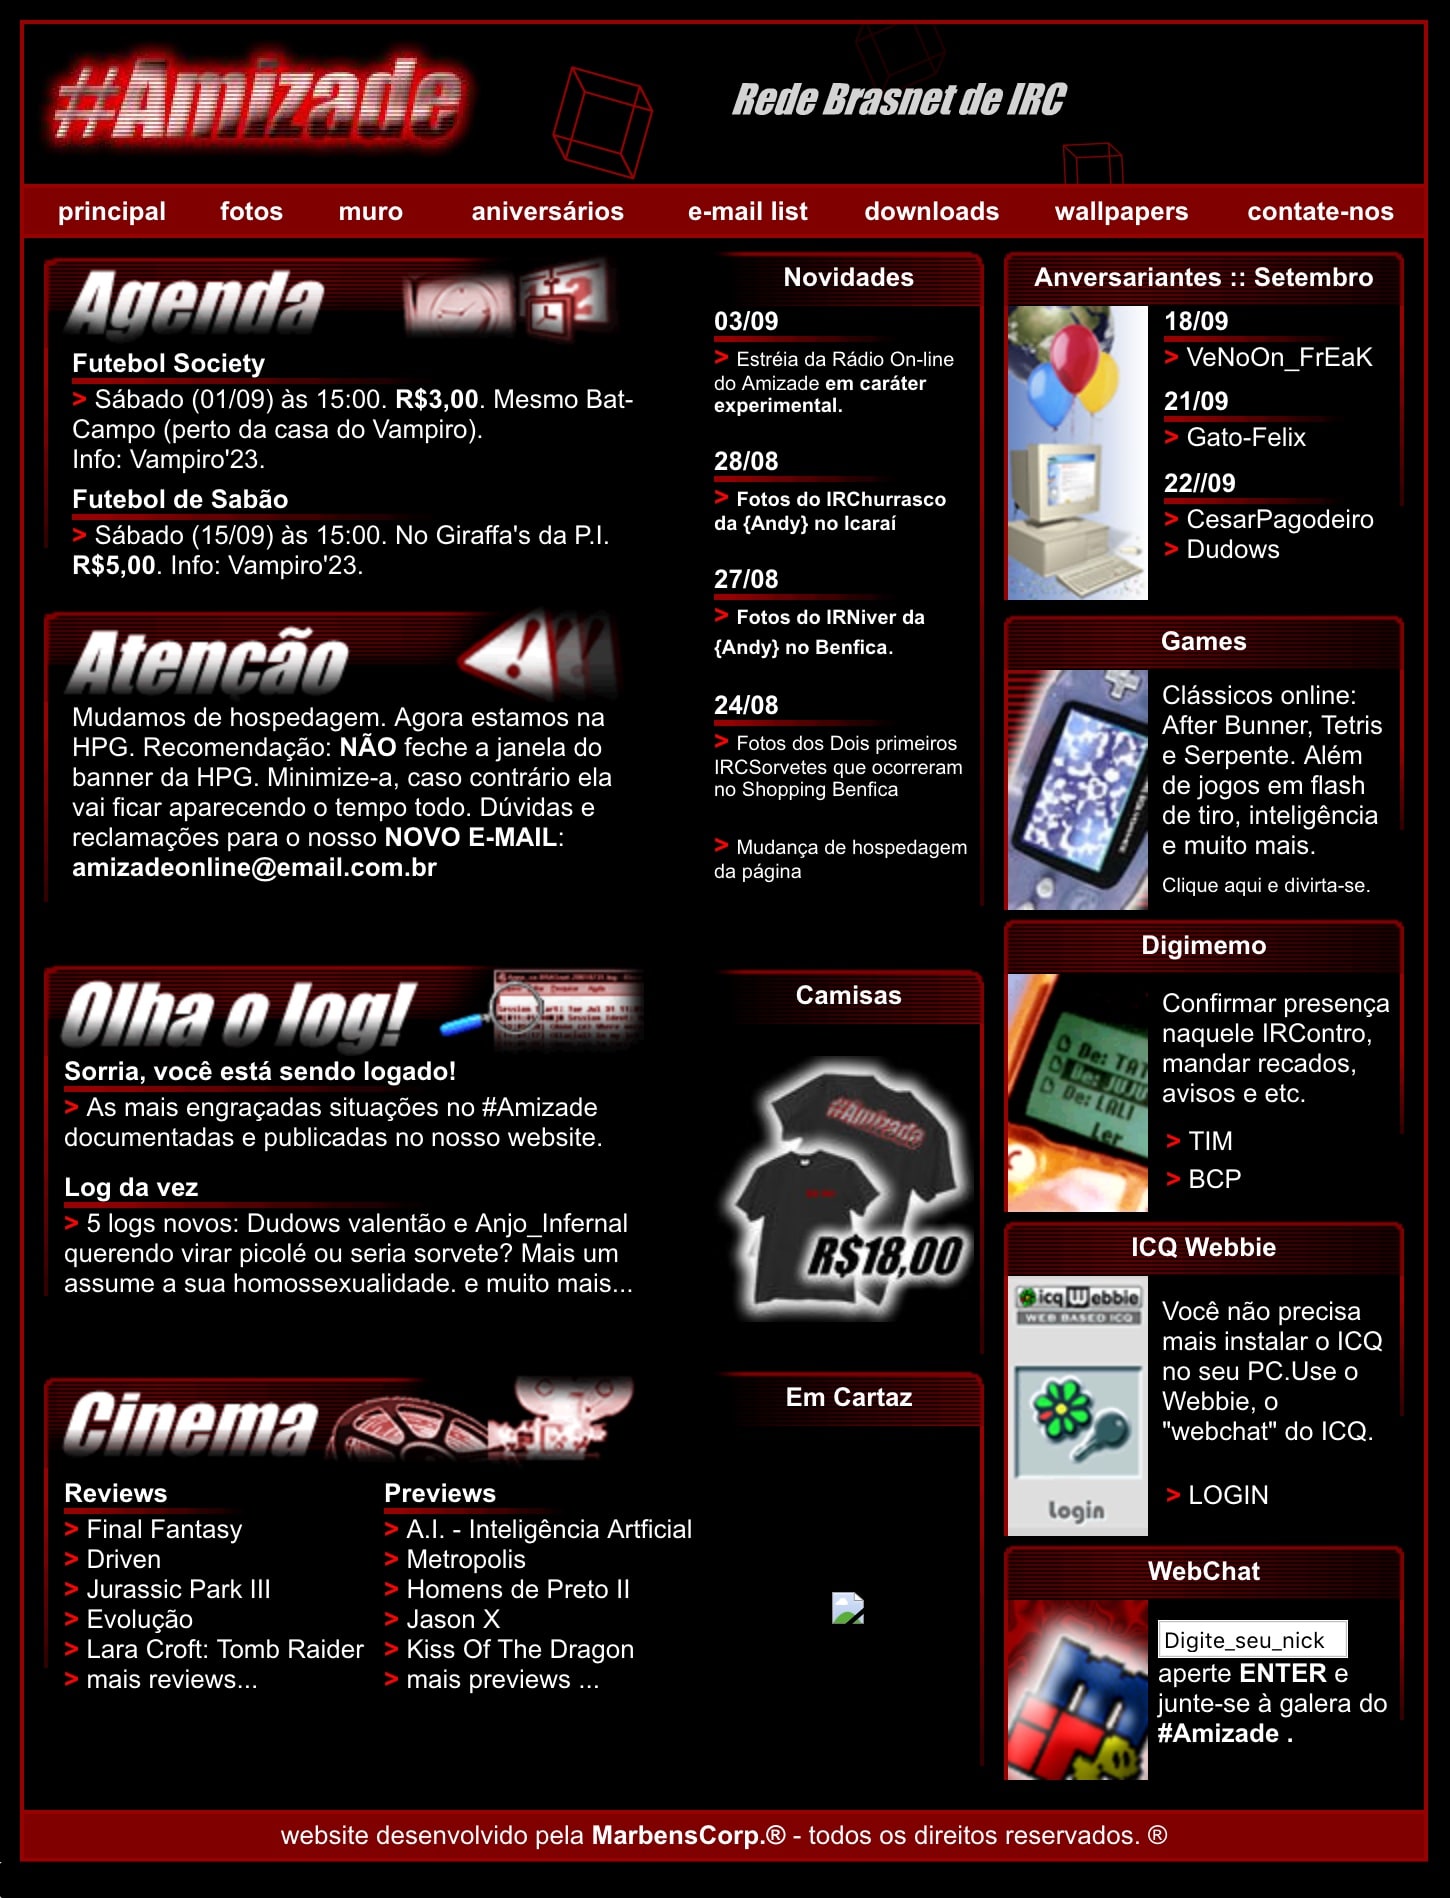 #Amizade
Rede Brasnet de IRC
principal fotos muro aniversários e-mail list downloads wallpapers contate-nos
Agenda
Futebol Society
> Sábado (01/09) às 15:00. R$3,00. Mesmo Bat-
Campo (perto da casa do Vampiro).
Info: Vampiro'23.
Futebol de Sabão
> Sábado (15/09) às 15:00. No Giraffa's da P.I.
R$5,00. Info: Vampiro'23.
Atenção
Mudamos de hospedagem. Agora estamos na
HPG. Recomendação: NÃO feche a janela do
banner da HPG. Minimize-a, caso contrário ela
vai ficar aparecendo o tempo todo. Dúvidas e
reclamações para o nosso NOVO E-MAIL:
amizadeonline@email.com.br
Olha o log!
Sorria, você está sendo logado!
> As mais engraçadas situações no #Amizade
documentadas e publicadas no nosso website.
Log da vez
> 5 logs novos: Dudows valentão e Anjo_Infernal
querendo virar picolé ou seria sorvete? Mais um
assume a sua homossexualidade. e muito mais...
Cinema
Reviews
> Final Fantasy
> Driven
> Jurassic Park III
> Evolução
> Lara Croft: Tomb Raider
> mais reviews...
Previews
> A.I. - Inteligência Artficial
> Metropolis
> Homens de Preto II
> Jason X
> Kiss Of The Dragon
> mais previews ...
Novidades
03/09
> Estréia da Rádio On-line
do Amizade em caráter
experimental.
28/08
> Fotos do IRChurrasco
da {Andy} no Icaraí
27/08
> Fotos do IRNiver da
{Andy} no Benfica.
24/08
> Fotos dos Dois primeiros
IRCSorvetes que ocorreram
no Shopping Benfica
> Mudança de hospedagem
da página
Camisas
#Amizada
R$18,00
Em Cartaz
Anversariantes :: Setembro
18/09
> VeNoOn_FrEaK
21/09
> Gato-Felix
22//09
> CesarPagodeiro
> Dudows
Games
Clássicos online:
After Bunner, Tetris
e Serpente. Além
de jogos em flash
de tiro, inteligência
e muito mais.
Clique aqui e divirta-se.
Digimemo
De: TAT
De: JUJU
De: LALI
Ler
Confirmar presença
naquele IRContro,
mandar recados,
avisos e etc.
> TIM
> BCP
ICQ Webbie
icq Webbie
WEB BASED ICQ
Login
Você não precisa
mais instalar o ICQ
no seu PC.Use o
Webbie, o
"webchat" do ICQ.
> LOGIN
WebChat
Digite_seu_nick
aperte ENTER e
junte-se à galera do
#Amizade .
website desenvolvido pela MarbensCorp.® - todos os direitos reservados. ®